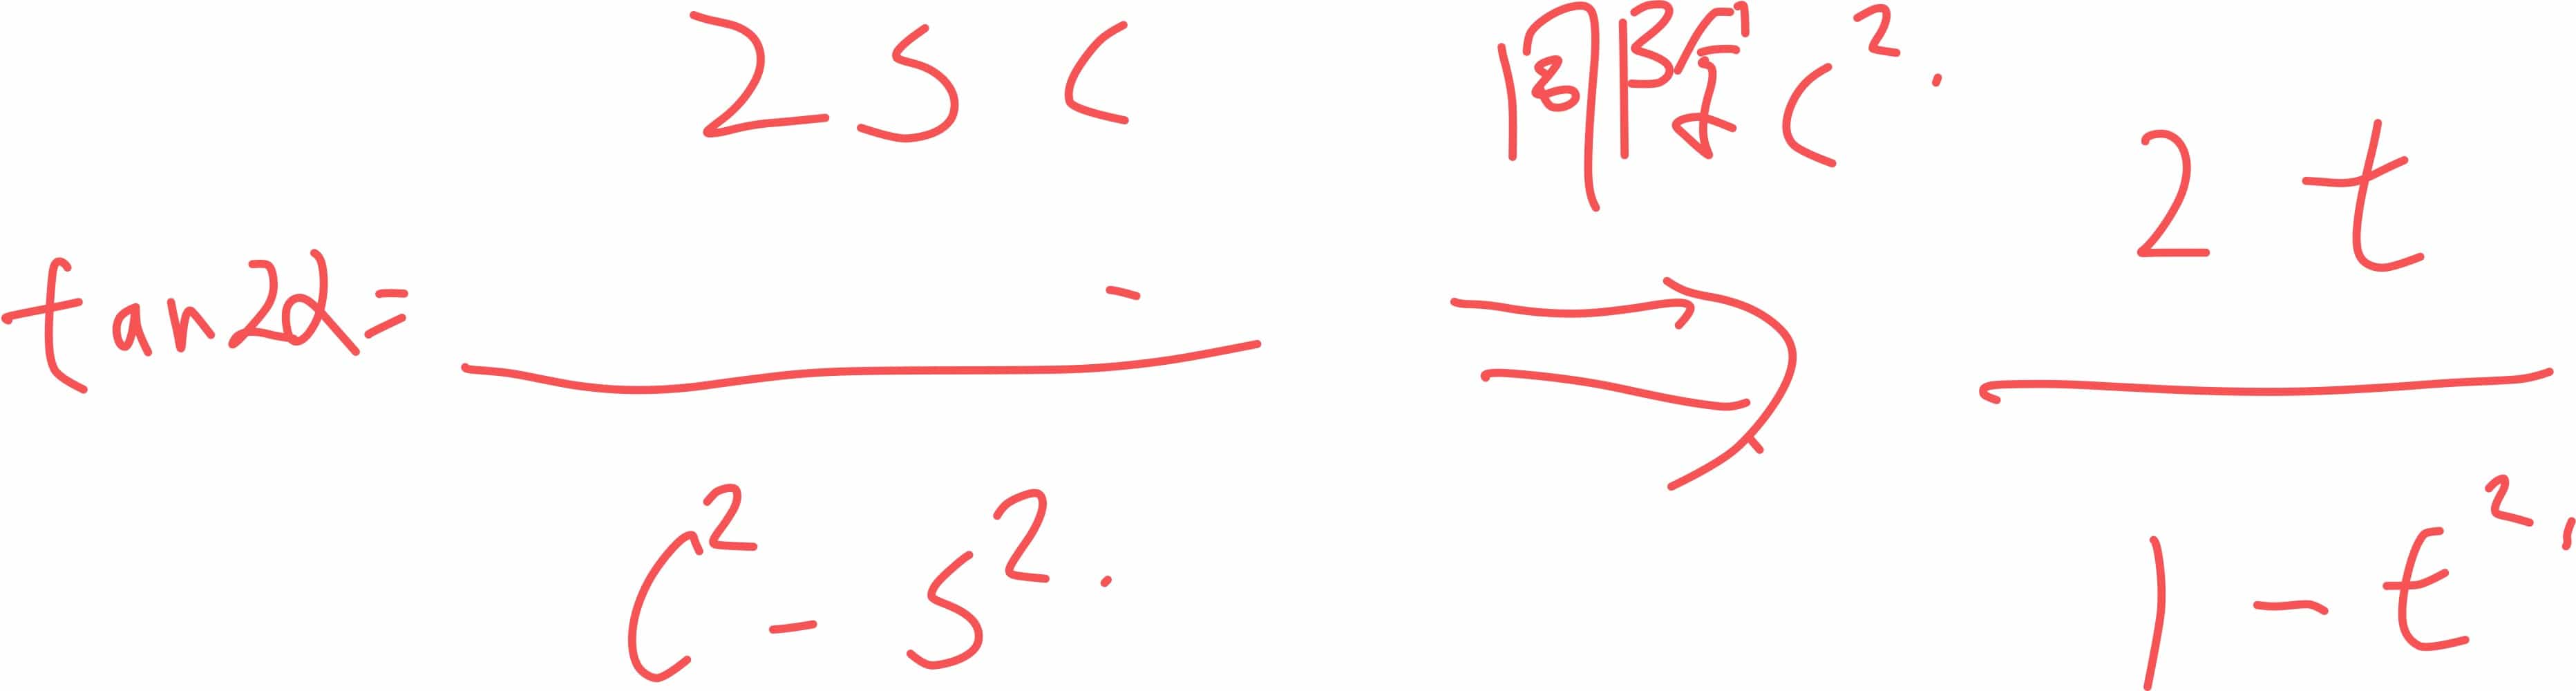 tan2α = 2sc / c² - s². ⇒ 同除c². 2t / 1 - t².